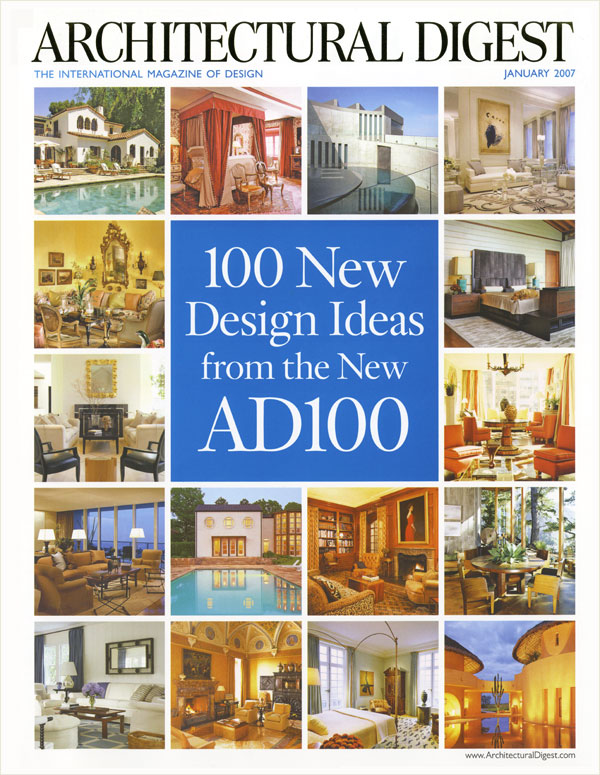 ARCHITECTURAL DIGEST
THE INTERNATIONAL MAGAZINE OF DESIGN
JANUARY 2007
100 New
Design Ideas
from the New
AD100
www.ArchitecturalDigest.com